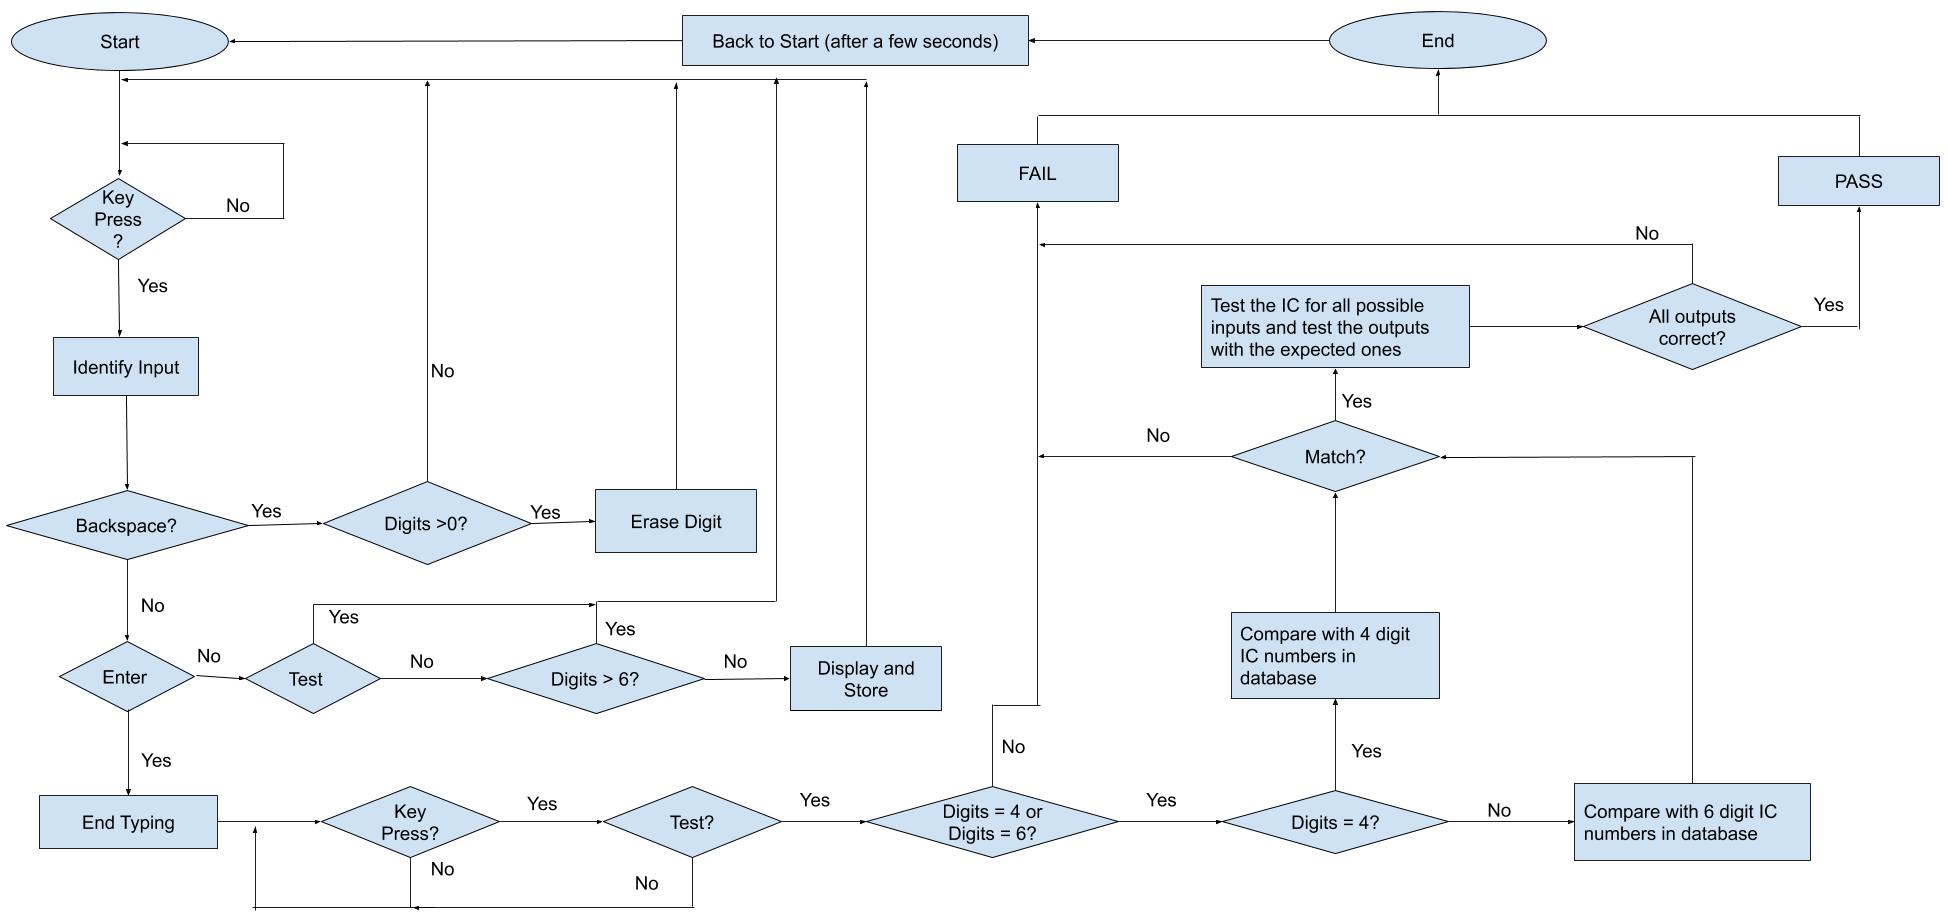 Start
Back to Start (after a few seconds)
End
Key
Press
?
No
Yes
Identify Input
No
Backspace?
Yes
Digits >0?
Yes
Erase Digit
No
Enter
No
Test
Yes
No
Digits > 6?
Yes
No
Display and
Store
Yes
End Typing
Key
Press?
Yes
No
Test?
No
Yes
Digits = 4 or
Digits = 6?
No
Yes
Digits = 4?
Yes
No
Compare with 6 digit IC
numbers in database
Compare with 4 digit
IC numbers in
database
Match?
No
Yes
Test the IC for all possible
inputs and test the outputs
with the expected ones
All outputs
correct?
No
Yes
FAIL
PASS